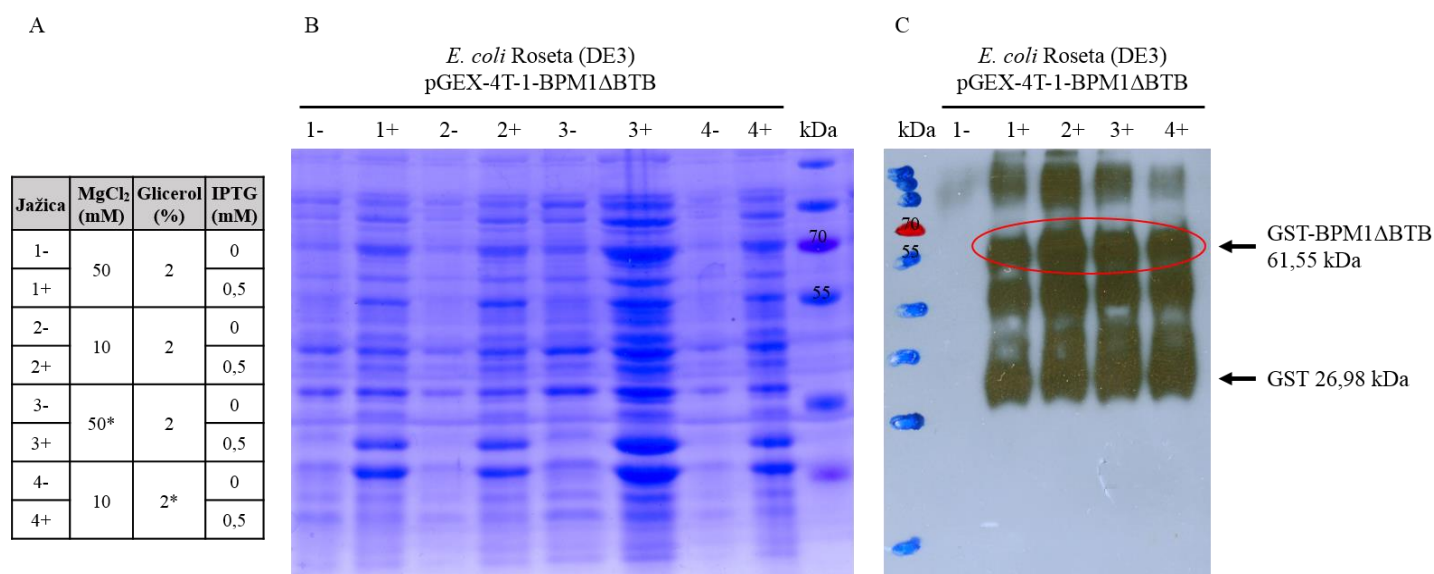 A
Jažica MgCl₂ (mM) Glicerol (%) IPTG (mM)
1- 50 2 0
1+ 0,5
2- 10 2 0
2+ 0,5
3- 50* 2 0
3+ 0,5
4- 10 2* 0
4+ 0,5
B
E. coli Roseta (DE3)
pGEX-4T-1-BPM1ΔBTB
1- 1+ 2- 2+ 3- 3+ 4- 4+ kDa
70
55
C
E. coli Roseta (DE3)
pGEX-4T-1-BPM1ΔBTB
kDa 1- 1+ 2+ 3+ 4+
70
55
GST-BPM1ΔBTB
61,55 kDa
GST 26,98 kDa